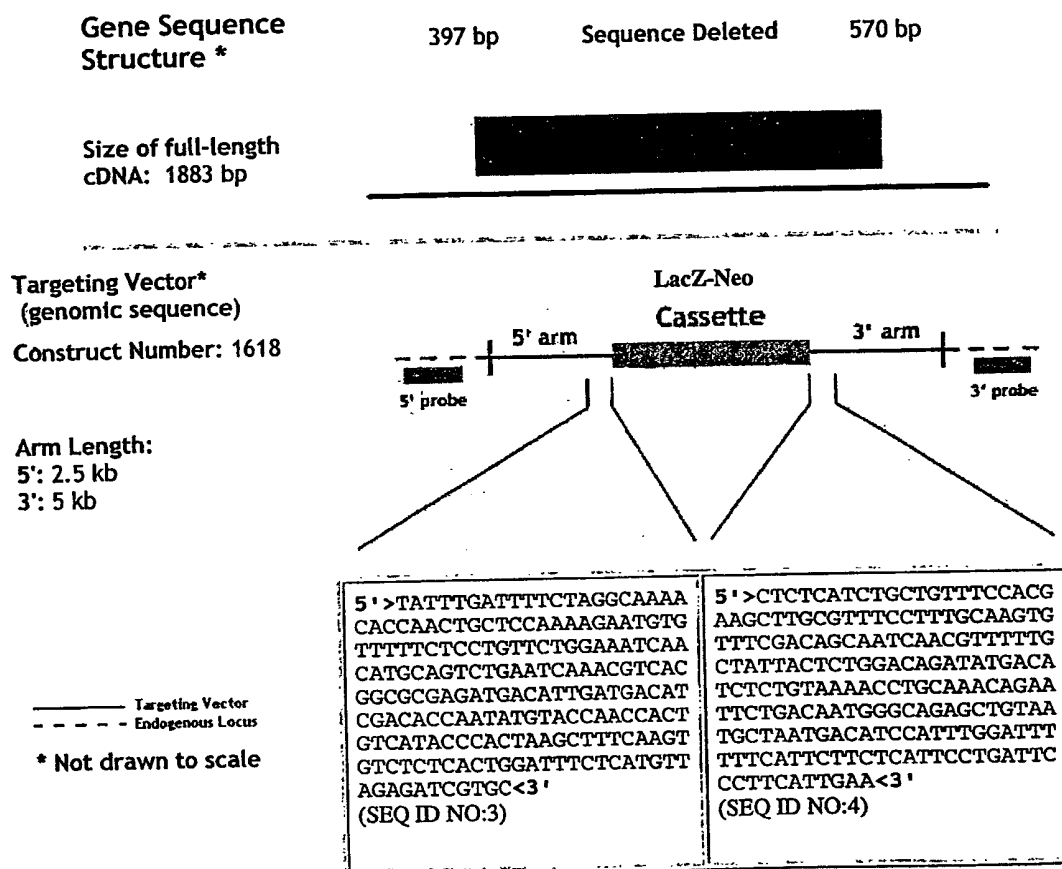 Gene Sequence
Structure *
397 bp
Sequence Deleted
570 bp
Size of full-length
cDNA: 1883 bp
Targeting Vector*
(genomic sequence)
Construct Number: 1618
Arm Length:
5': 2.5 kb
3': 5 kb
LacZ-Neo
Cassette
5' arm
3' arm
5' probe
3' probe
5'>TATTTGATTTTCTAGGCAAAA
CACCAACTGCTCCAAAAGAATGTG
TTTTTCTCCTGTTCTGGAAATCAA
CATGCAGTCTGAATCAAACGTCAC
GGCGCGAGATGACATTGATGACAT
CGACACCAATATGTACCAACCACT
GTCATACCCACTAAGCTTTCAAGT
GTCTCTCACTGGATTTCTCATGTT
AGAGATCGTGC<3'
(SEQ ID NO:3)
5'>CTCTCATCTGCTGTTTCCACG
AAGCTTGCGTTTCCTTTGCAAGTG
TTTCGACAGCAATCAACGTTTTTG
CTATTACTCTGGACAGATATGACA
TCTCTGTAAAACCTGCAAACAGAA
TTCTGACAATGGGCAGAGCTGTAA
TGCTAATGACATCCATTTGGATTT
TTTCATTCTTCTCATTCCTGATTC
CCTTCATTGAA<3'
(SEQ ID NO:4)
Targeting Vector
Endogenous Locus
* Not drawn to scale